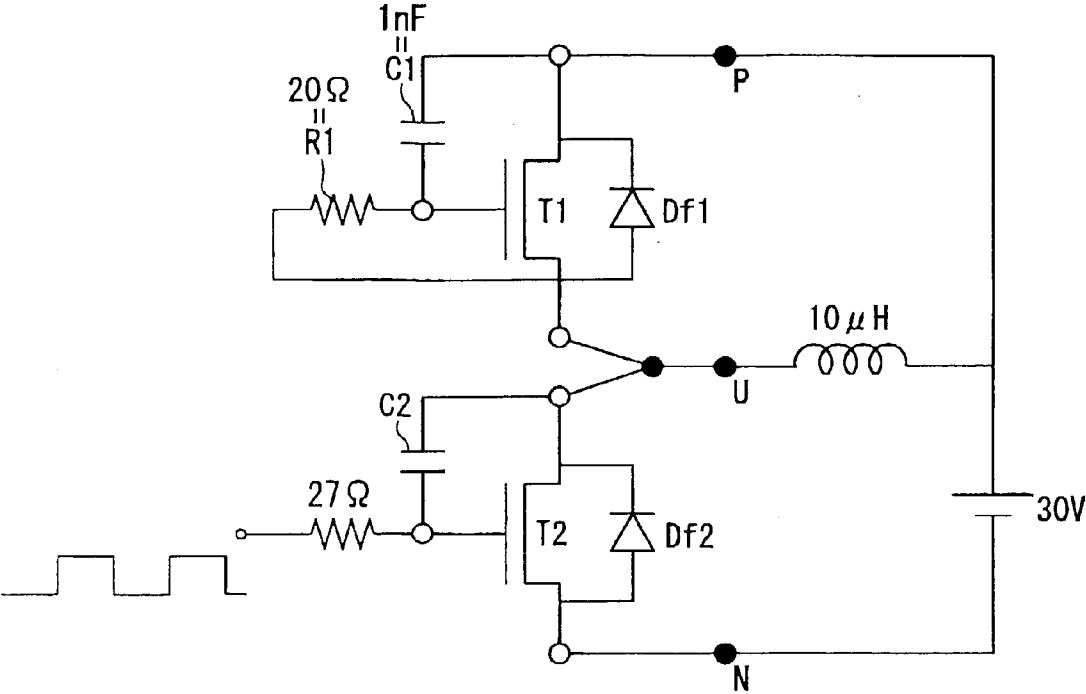 1nF
=
C1
20Ω
=
R1
P
T1
Df1
10μH
U
C2
27Ω
T2
Df2
30V
N